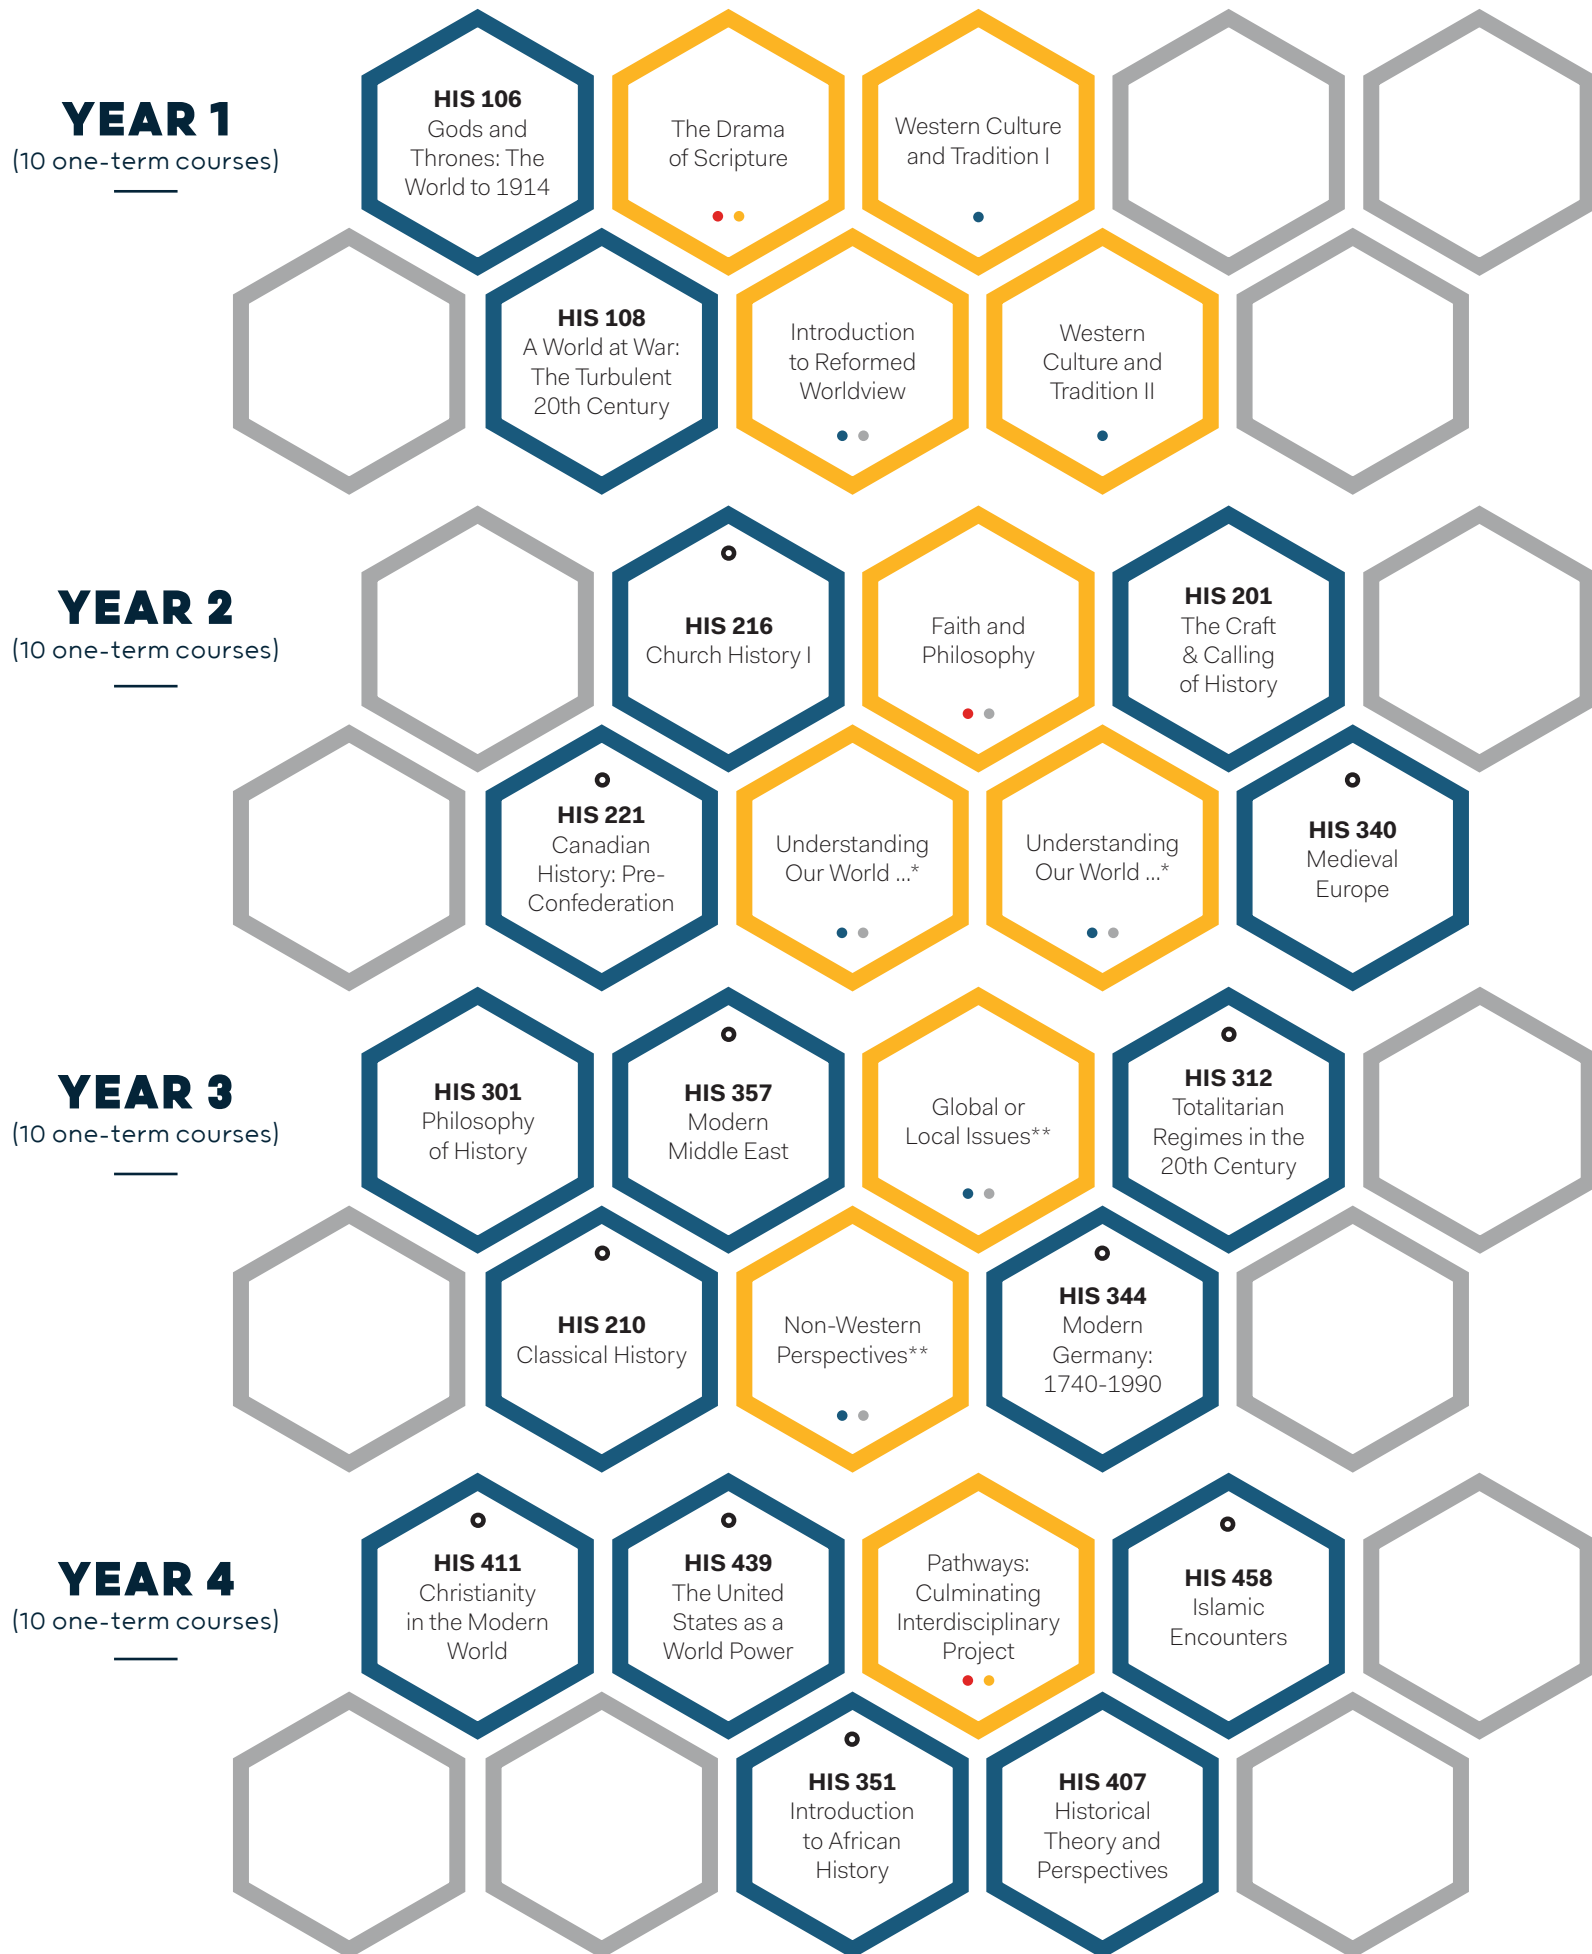 YEAR 1
(10 one-term courses)
HIS 106
Gods and
Thrones: The
World to 1914
The Drama
of Scripture
Western Culture
and Tradition I
HIS 108
A World at War:
The Turbulent
20th Century
Introduction
to Reformed
Worldview
Western
Culture and
Tradition II
YEAR 2
(10 one-term courses)
HIS 216
Church History I
Faith and
Philosophy
HIS 201
The Craft
& Calling
of History
HIS 221
Canadian
History: Pre-
Confederation
Understanding
Our World ...*
Understanding
Our World ...*
HIS 340
Medieval
Europe
YEAR 3
(10 one-term courses)
HIS 301
Philosophy
of History
HIS 357
Modern
Middle East
Global or
Local Issues**
HIS 312
Totalitarian
Regimes in the
20th Century
HIS 210
Classical History
Non-Western
Perspectives**
HIS 344
Modern
Germany:
1740-1990
YEAR 4
(10 one-term courses)
HIS 411
Christianity
in the Modern
World
HIS 439
The United
States as a
World Power
Pathways:
Culminating
Interdisciplinary
Project
HIS 458
Islamic
Encounters
HIS 351
Introduction
to African
History
HIS 407
Historical
Theory and
Perspectives